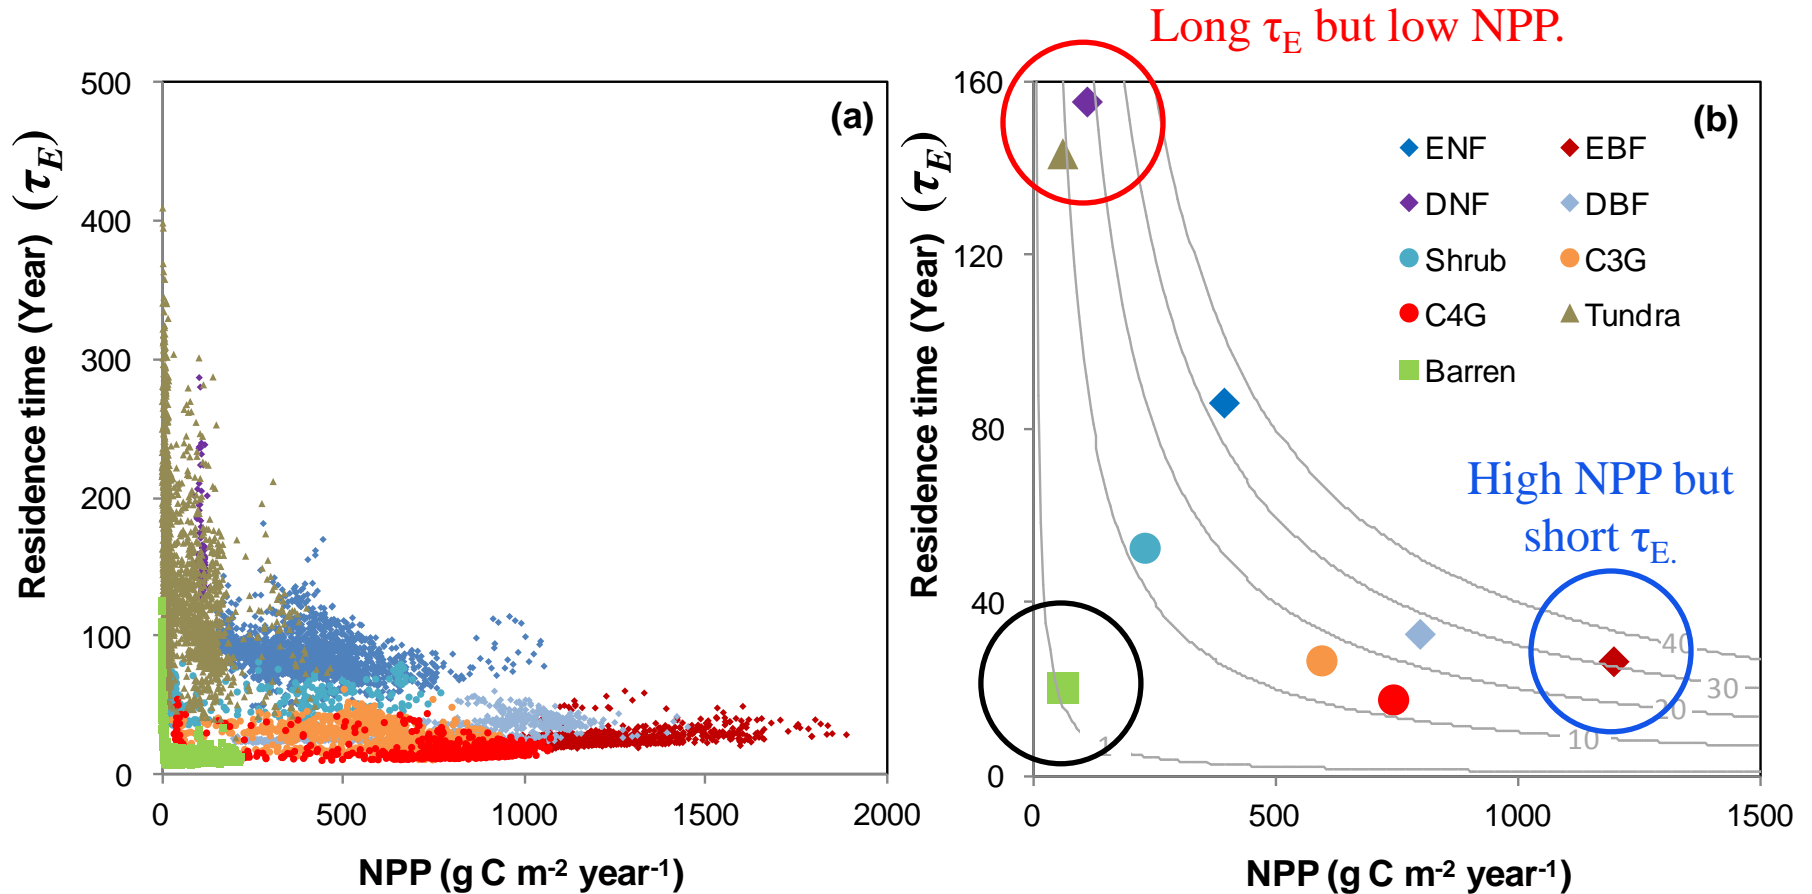 Long τE but low NPP.
500
400
300
200
100
0
0
500
1000
1500
2000
Residence time (Year) (τE)
NPP (g C m-2 year-1)
(a)
160
120
80
40
0
0
500
1000
1500
Residence time (Year) (τE)
NPP (g C m-2 year-1)
(b)
ENF
EBF
DNF
DBF
Shrub
C3G
C4G
Tundra
Barren
High NPP but
short τE.
40
30
20
10
1